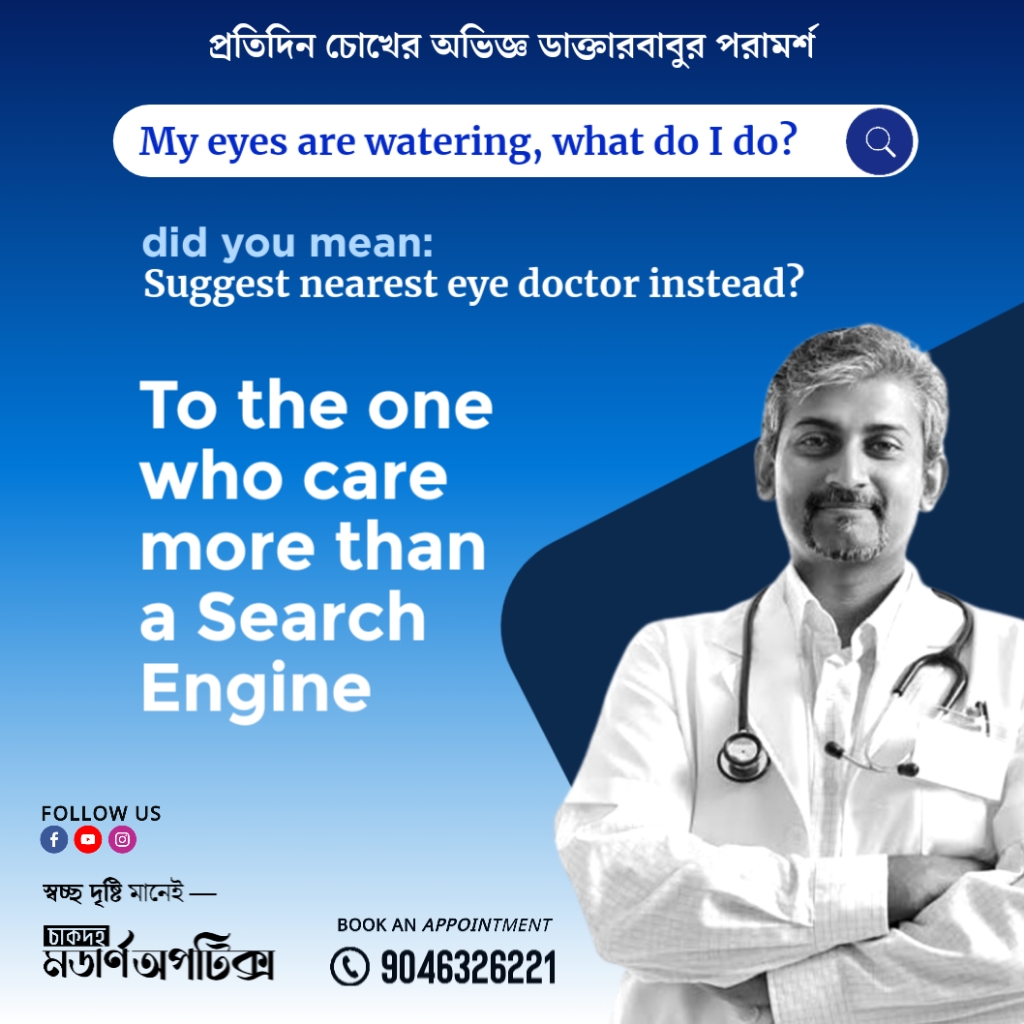 প্রতিদিন চোখের অভিজ্ঞ ডাক্তারবাবুর পরামর্শ
My eyes are watering, what do I do?
did you mean:
Suggest nearest eye doctor instead?
To the one
who care
more than
a Search
Engine
FOLLOW US
স্বচ্ছ দৃষ্টি মানেই —
চাকদহ
মডার্ণ অপটিক্স
BOOK AN APPOINTMENT
9046326221